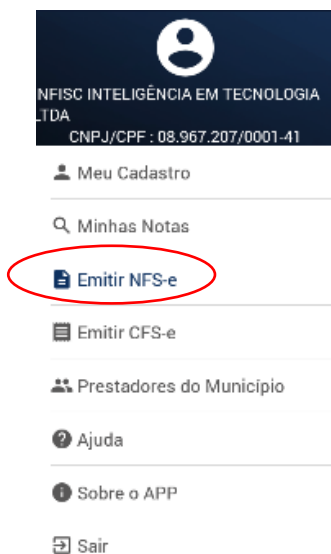 NFISC INTELIGÊNCIA EM TECNOLOGIA
LTDA
CNPJ/CPF : 08.967.207/0001-41
Meu Cadastro
Minhas Notas
Emitir NFS-e
Emitir CFS-e
Prestadores do Município
Ajuda
Sobre o APP
Sair